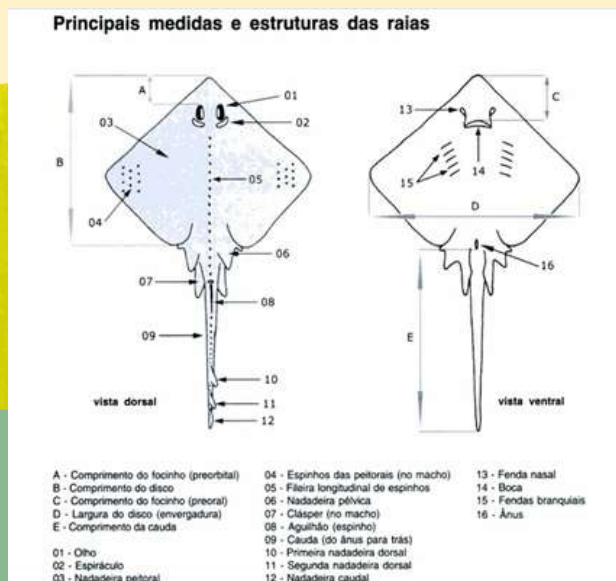 Principais medidas e estruturas das raias
A
B
01
02
03
04
05
06
07
08
09
10
11
12
vista dorsal
C
13
14
15
D
16
E
vista ventral
A - Comprimento do focinho (preorbital)
B - Comprimento do disco
C - Comprimento do focinho (preoral)
D - Largura do disco (envergadura)
E - Comprimento da cauda
01 - Olho
02 - Espiráculo
03 - Nadadeira peitoral
04 - Espinhos das peitorais (no macho)
05 - Fileira longitudinal de espinhos
06 - Nadadeira pélvica
07 - Clásper (no macho)
08 - Aguilhão (espinho)
09 - Cauda (do ânus para trás)
10 - Primeira nadadeira dorsal
11 - Segunda nadadeira dorsal
12 - Nadadeira caudal
13 - Fenda nasal
14 - Boca
15 - Fendas branquiais
16 - Ânus